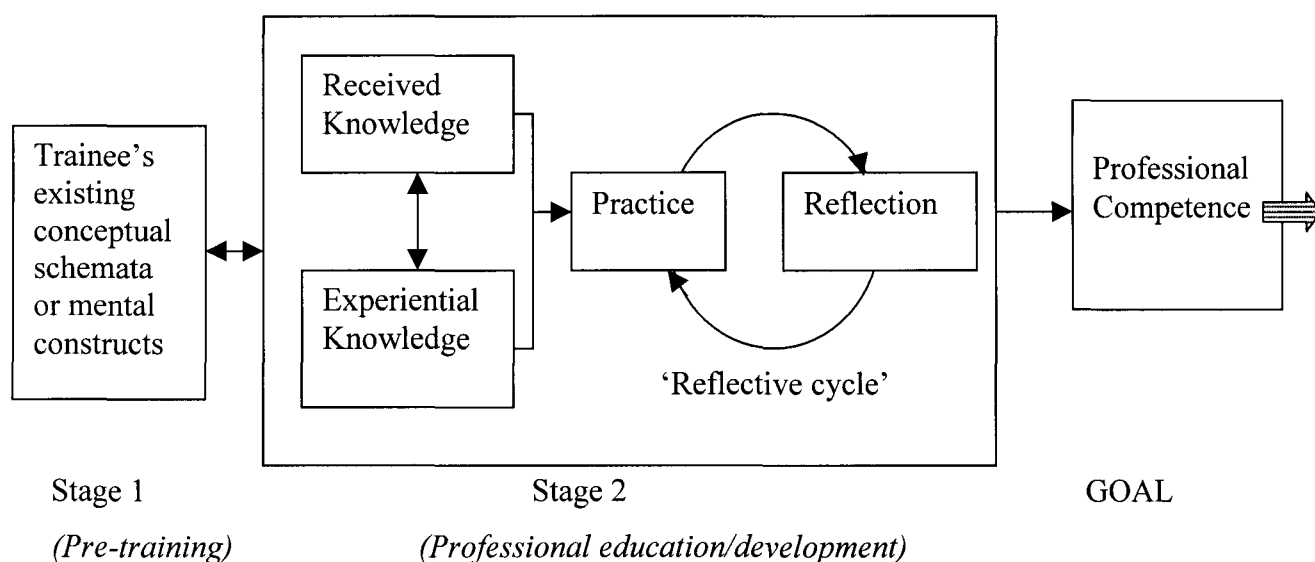 Trainee's
existing
conceptual
schemata
or mental
constructs
Received
Knowledge
Experiential
Knowledge
Practice
Reflection
'Reflective cycle'
Professional
Competence
Stage 1
(Pre-training)
Stage 2
(Professional education/development)
GOAL